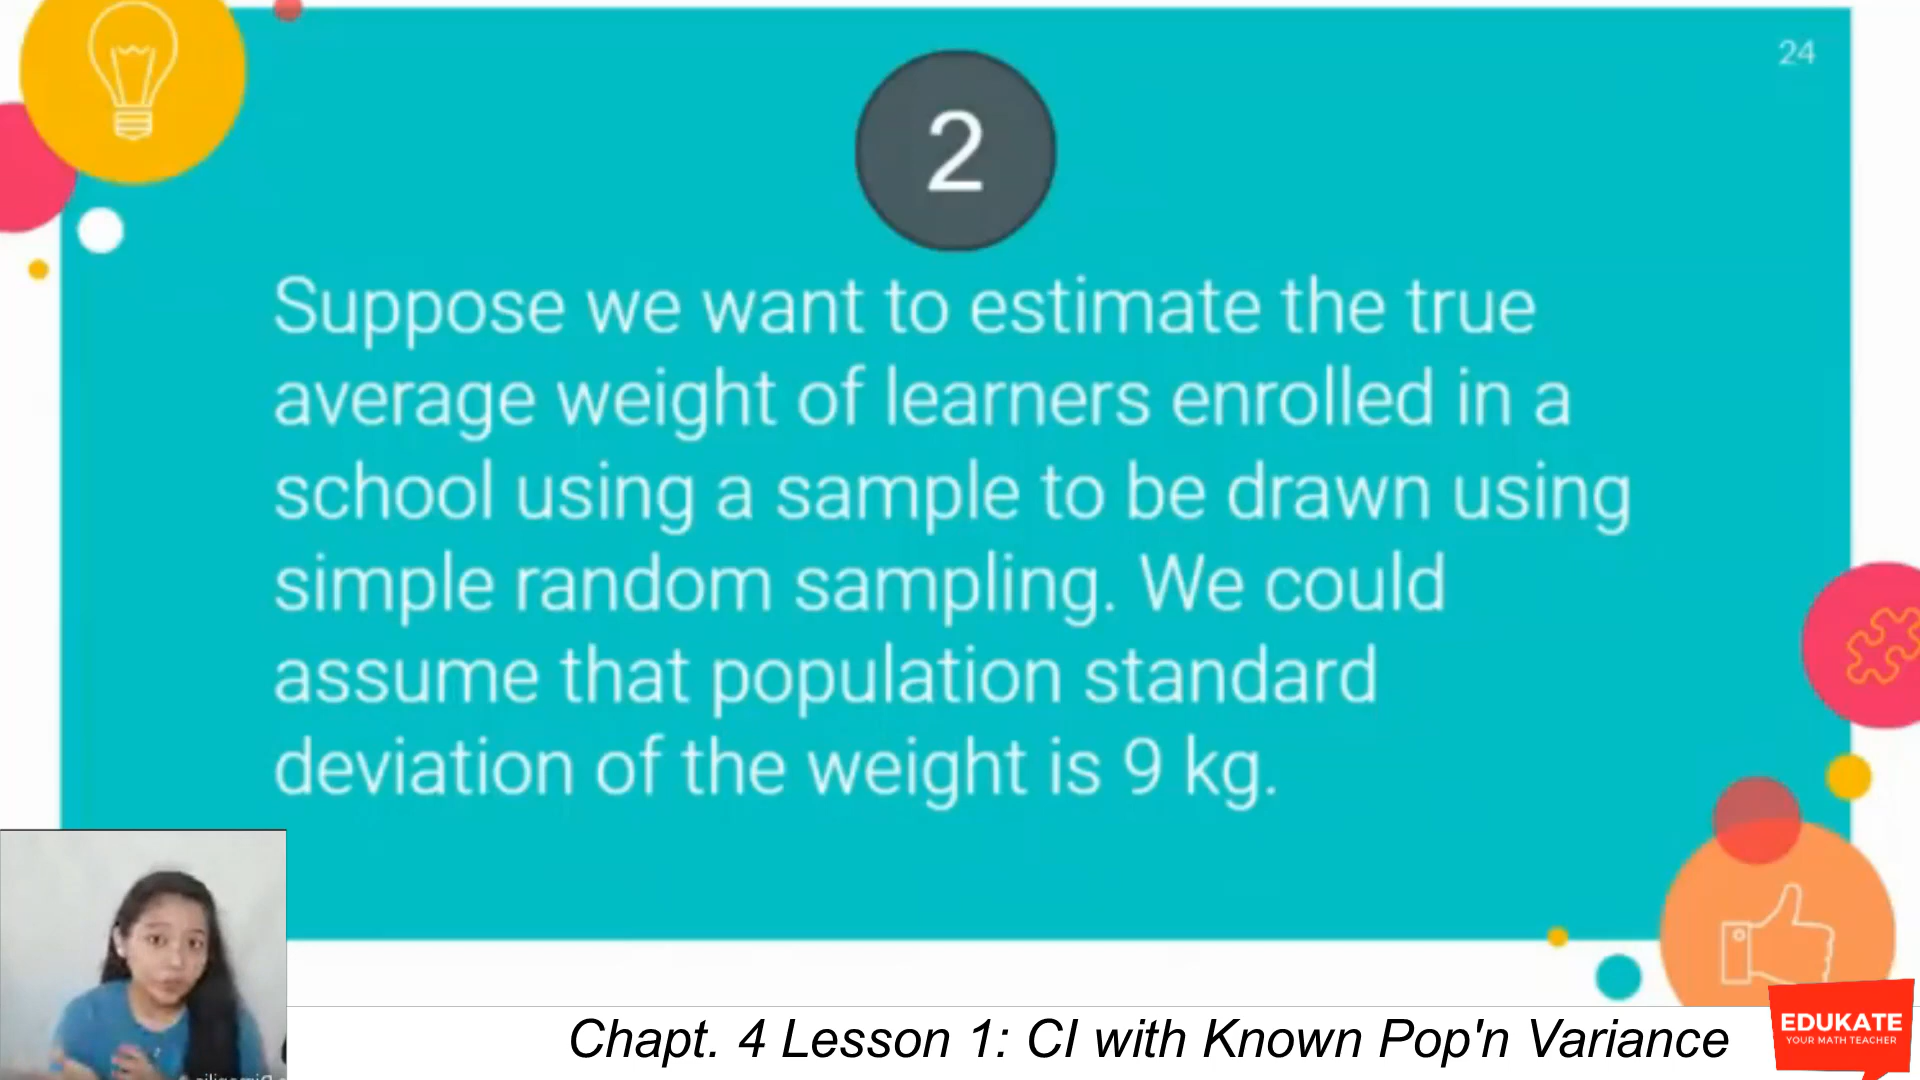 24
2
Suppose we want to estimate the true
average weight of learners enrolled in a
school using a sample to be drawn using
simple random sampling. We could
assume that population standard
deviation of the weight is 9 kg.
Chapt. 4 Lesson 1: CI with Known Pop'n Variance
EDUKATE
YOUR MATH TEACHER